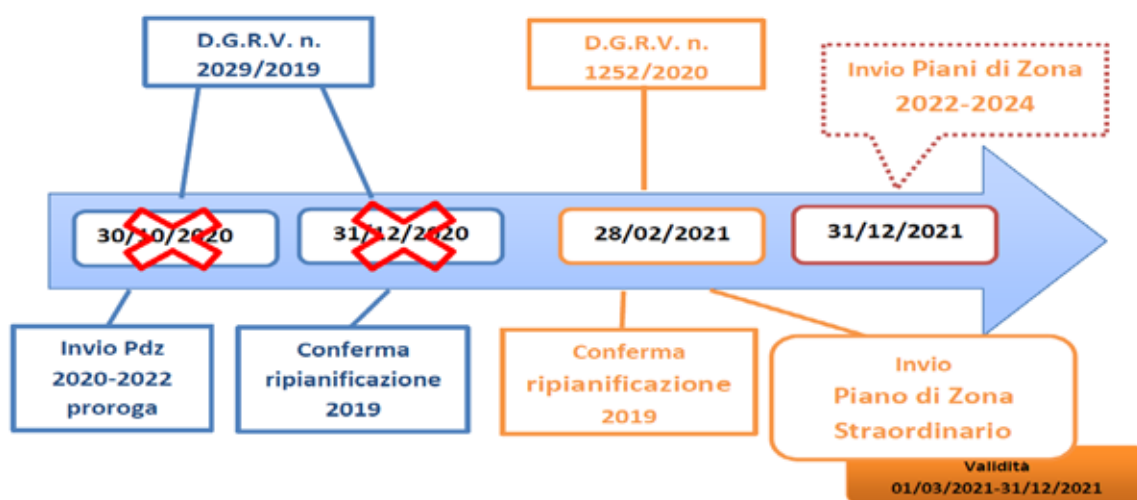 D.G.R.V. n.
2029/2019
D.G.R.V. n.
1252/2020
Invio Piani di Zona
2022-2024
30/10/2020
31/12/2020
28/02/2021
31/12/2021
Invio Pdz
2020-2022
proroga
Conferma
ripianificazione
2019
Conferma
ripianificazione
2019
Invio
Piano di Zona
Straordinario
Validità
01/03/2021-31/12/2021